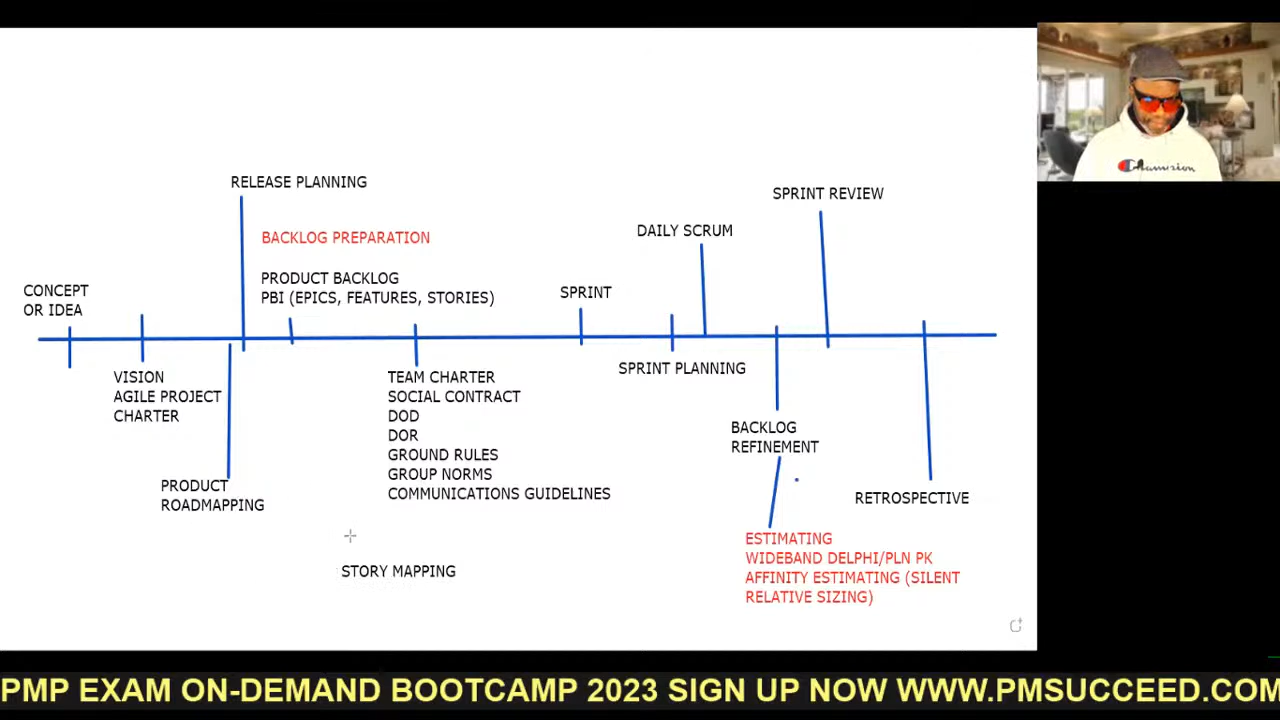 RELEASE PLANNING
BACKLOG PREPARATION
PRODUCT BACKLOG
PBI (EPICS, FEATURES, STORIES)
CONCEPT
OR IDEA
SPRINT
DAILY SCRUM
SPRINT REVIEW
VISION
AGILE PROJECT
CHARTER
PRODUCT
ROADMAPPING
TEAM CHARTER
SOCIAL CONTRACT
DOD
DOR
GROUND RULES
GROUP NORMS
COMMUNICATIONS GUIDELINES
STORY MAPPING
SPRINT PLANNING
BACKLOG
REFINEMENT
RETROSPECTIVE
ESTIMATING
WIDEBAND DELPHI/PLN PK
AFFINITY ESTIMATING (SILENT
RELATIVE SIZING)
Champion
PMP EXAM ON-DEMAND BOOTCAMP 2023 SIGN UP NOW WWW.PMSUCCEED.COM